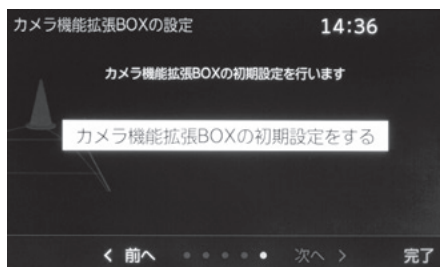 カメラ機能拡張BOXの設定 14:36
カメラ機能拡張BOXの初期設定を行います
カメラ機能拡張BOXの初期設定をする
< 前へ 次へ > 完了